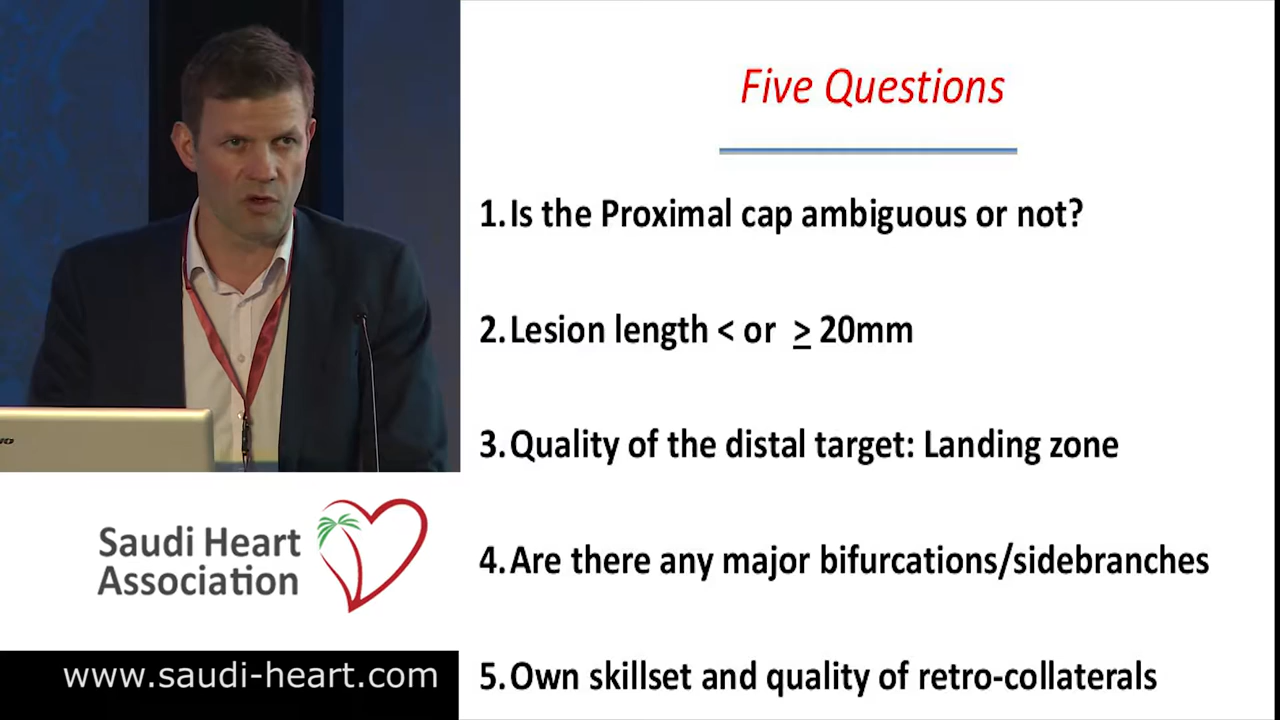 Five Questions
1. Is the Proximal cap ambiguous or not?
2. Lesion length < or ≥ 20mm
3. Quality of the distal target: Landing zone
4. Are there any major bifurcations/sidebranches
5. Own skillset and quality of retro-collaterals
Saudi Heart
Association
www.saudi-heart.com